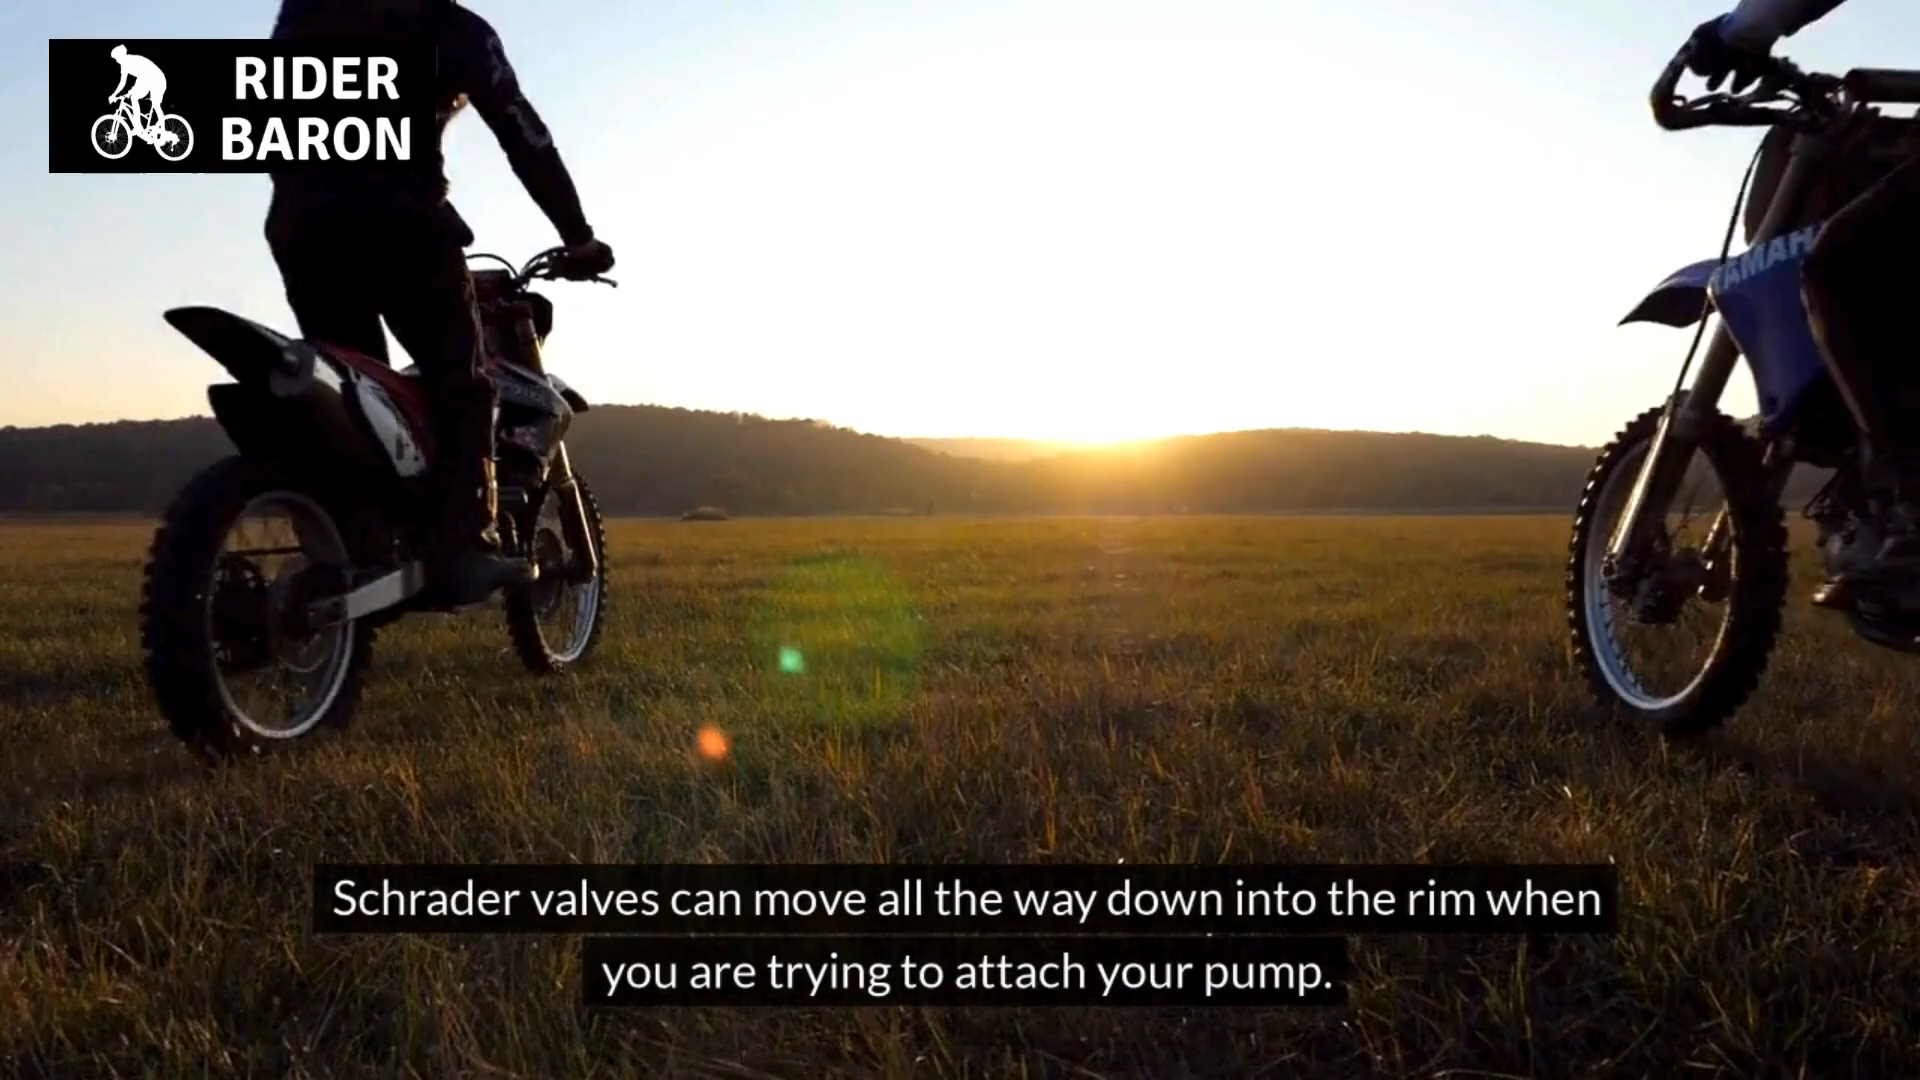 RIDER
BARON
YAMAH
Schrader valves can move all the way down into the rim when
you are trying to attach your pump.